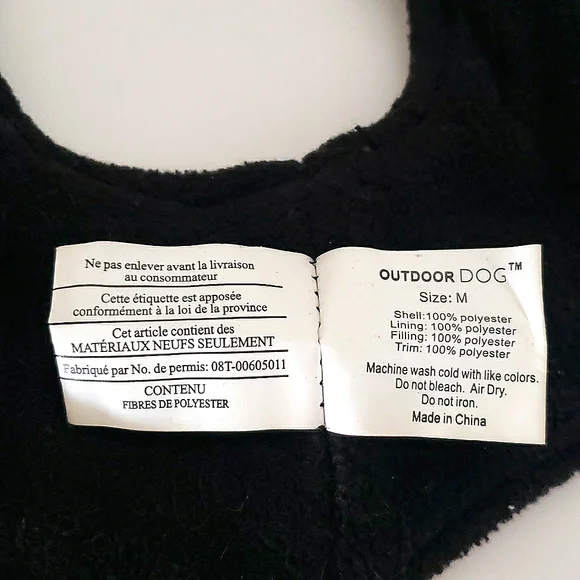 Ne pas enlever avant la livraison
au consommateur
Cette étiquette est apposée
conformément à la loi de la province
Cet article contient des
MATÉRIAUX NEUFS SEULEMENT
Fabriqué par No. de permis: 08T-00605011
CONTENU
FIBRES DE POLYESTER
OUTDOOR DOG™
Size: M
Shell:100% polyester
Lining: 100% polyester
Filling: 100% polyester
Trim: 100% polyester
Machine wash cold with like colors.
Do not bleach. Air Dry.
Do not iron.
Made in China